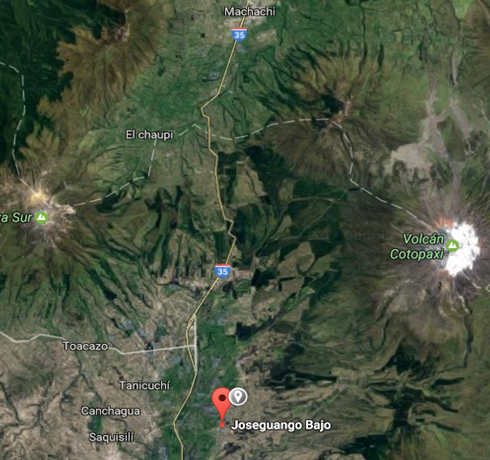 Machachi
35
El chaupi
a Sur
Volcán
Cotopaxi
35
Toacazo
Tanicuchí
Canchagua
Joseguango Bajo
Saquisilí